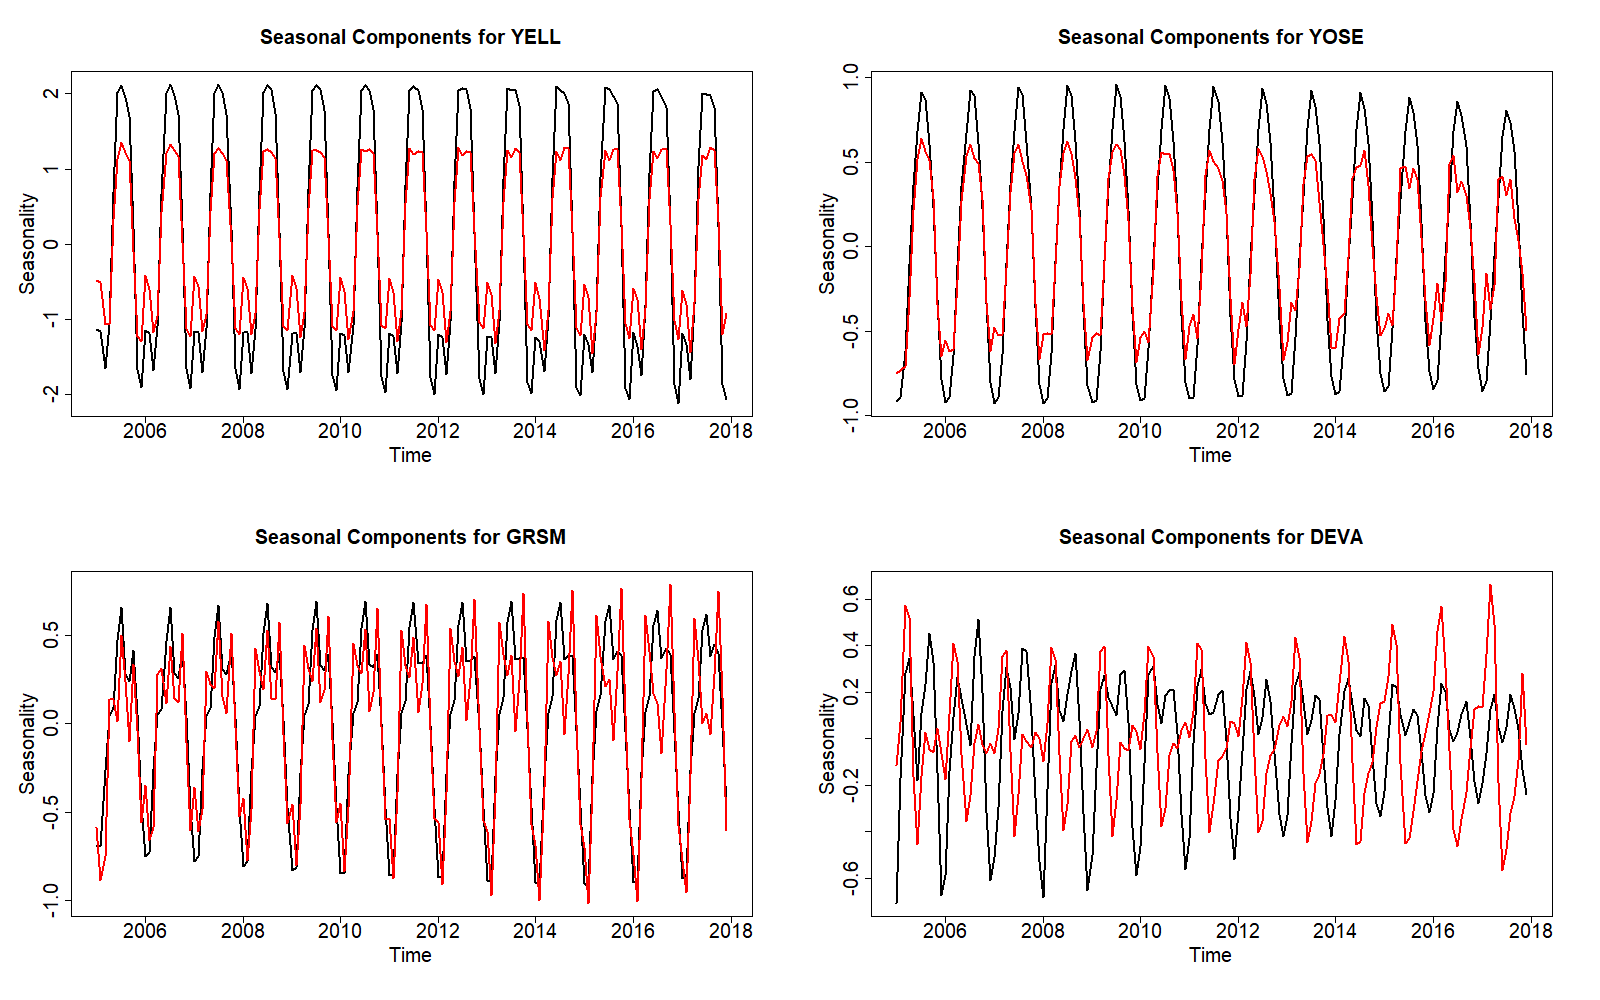 Seasonal Components for YELL
Seasonality
2
1
0
-1
-2
2006 2008 2010 2012 2014 2016 2018
Time
Seasonal Components for YOSE
Seasonality
1.0
0.5
0.0
-0.5
-1.0
2006 2008 2010 2012 2014 2016 2018
Time
Seasonal Components for GRSM
Seasonality
0.5
0.0
-0.5
-1.0
2006 2008 2010 2012 2014 2016 2018
Time
Seasonal Components for DEVA
Seasonality
0.6
0.4
0.2
-0.2
-0.6
2006 2008 2010 2012 2014 2016 2018
Time